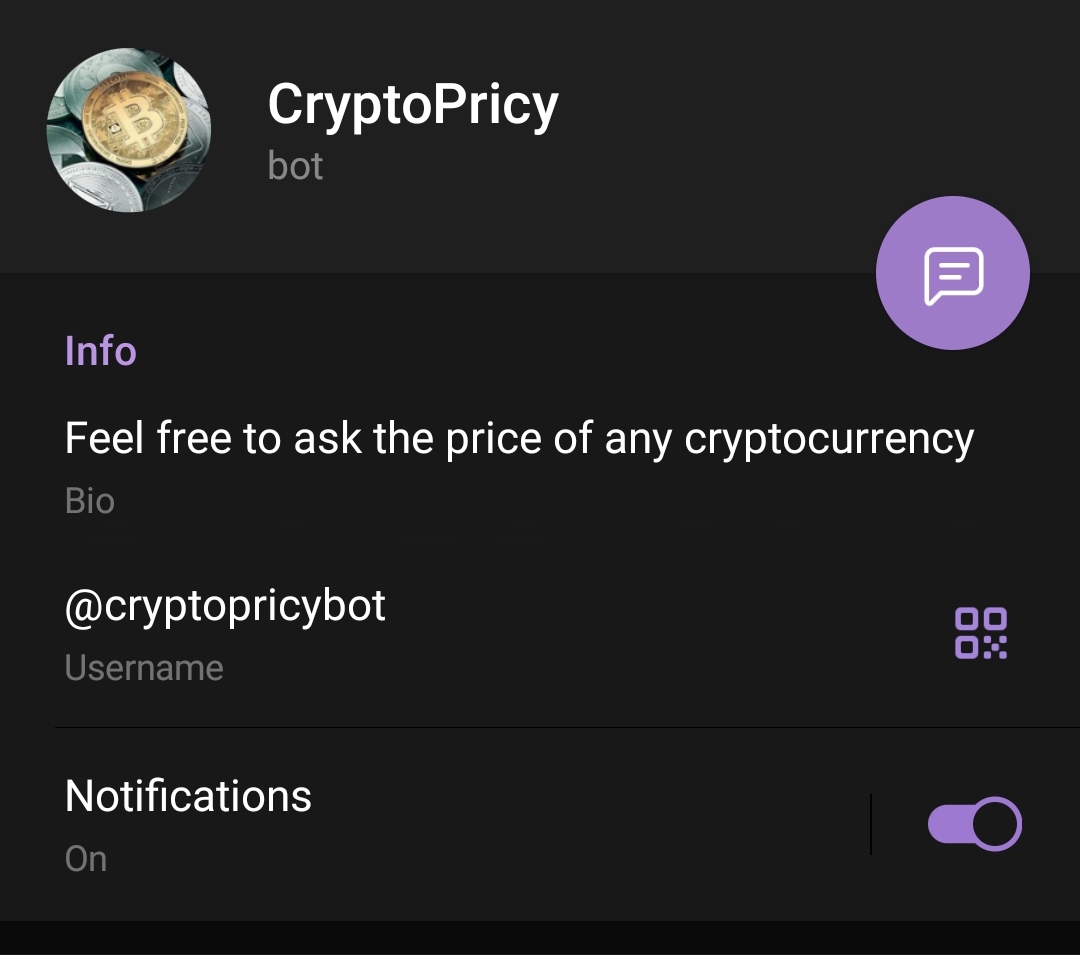 CryptoPricy
bot
Info
Feel free to ask the price of any cryptocurrency
Bio
@cryptopricybot
Username
Notifications
On